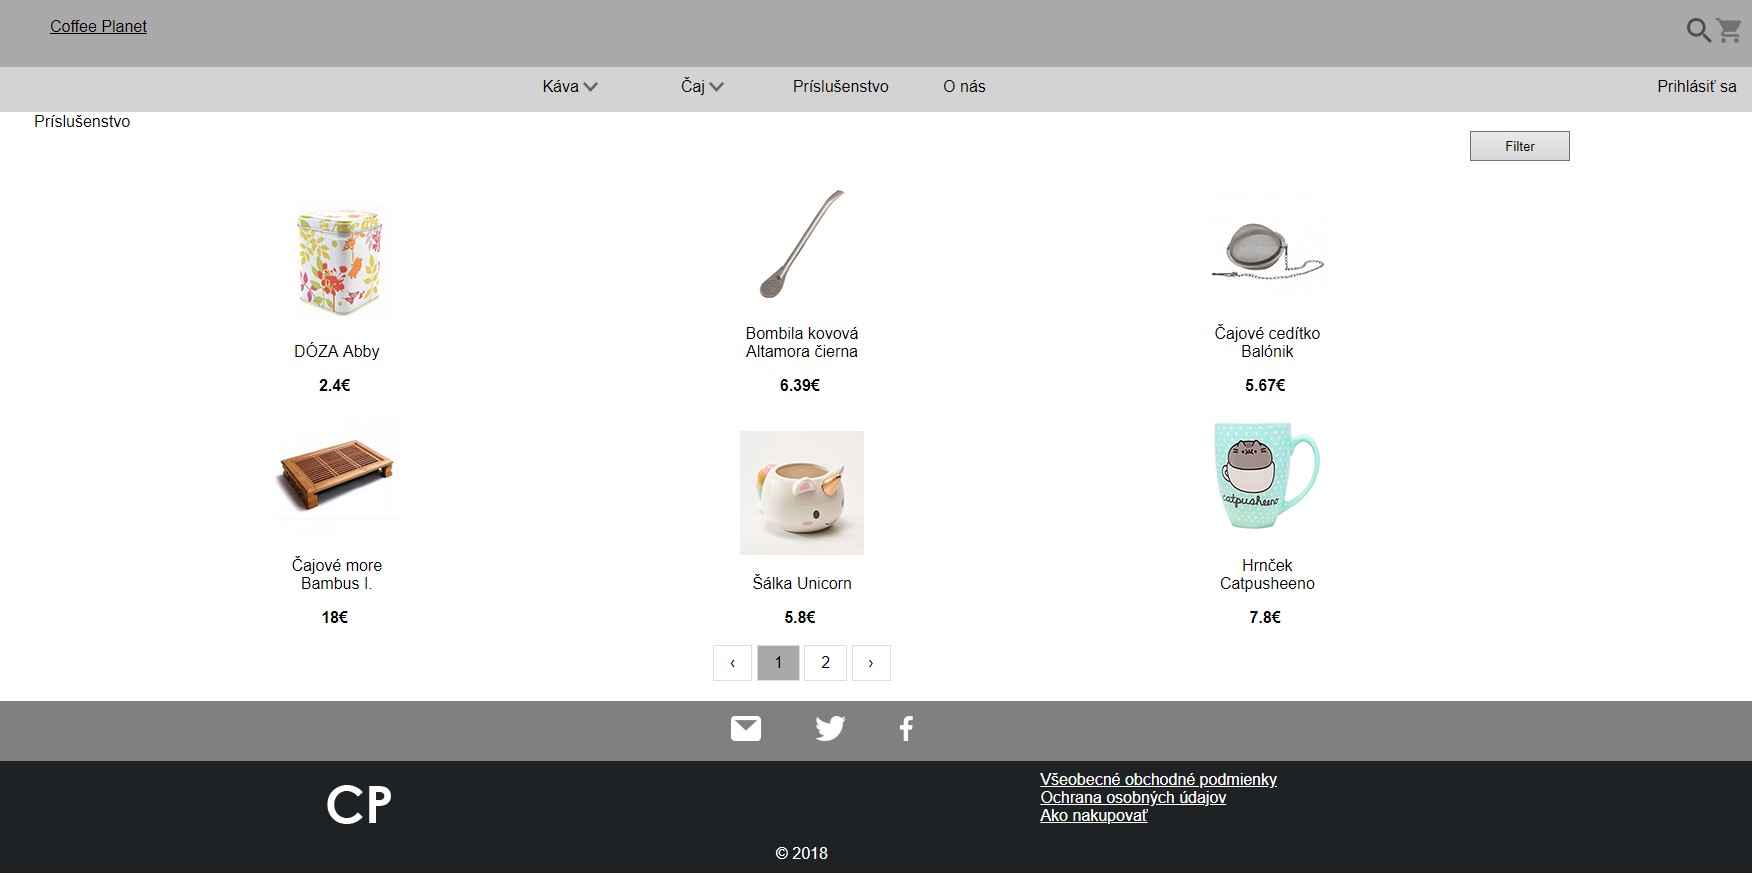 Coffee Planet
Káva
Čaj
Príslušenstvo
O nás
Prihlásiť sa
Príslušenstvo
Filter
DÓZA Abby
2.4€
Bombila kovová
Altamora čierna
6.39€
Čajové cedítko
Balónik
5.67€
catpusheeno
Čajové more
Bambus I.
18€
Šálka Unicorn
5.8€
Hrnček
Catpusheeno
7.8€
‹ 1 2 ›
CP
Všeobecné obchodné podmienky
Ochrana osobných údajov
Ako nakupovať
© 2018